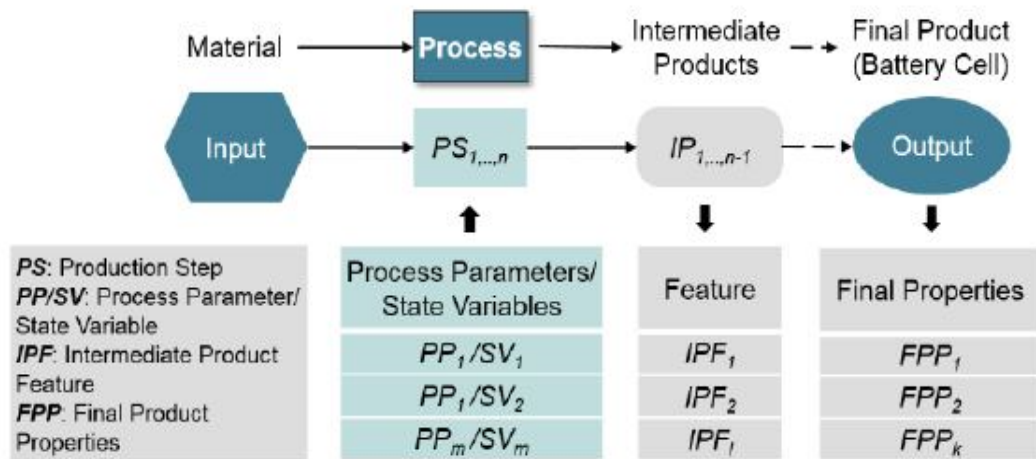 Material
Process
Intermediate
Products
Final Product
(Battery Cell)
Input
PS1,..,n
IP1,..,n-1
Output
PS: Production Step
PP/SV: Process Parameter/
State Variable
IPF: Intermediate Product
Feature
FPP: Final Product
Properties
Process Parameters/
State Variables
PP1/SV1
PP1/SV2
PPm/SVm
Feature
IPF1
IPF2
IPFl
Final Properties
FPP1
FPP2
FPPk